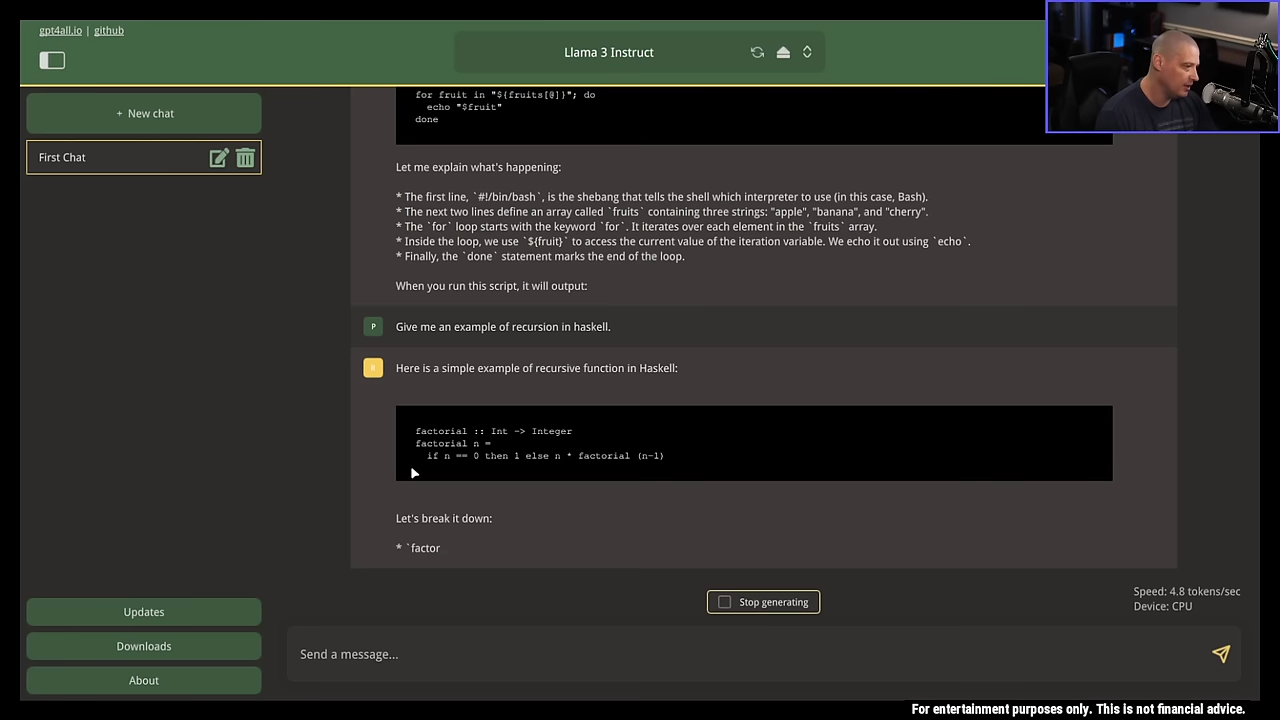 gpt4all.io | github
Llama 3 Instruct
+ New chat
First Chat
for fruit in "${fruits[@]}"; do
echo "$fruit"
done
Let me explain what's happening:
* The first line, `#!/bin/bash`, is the shebang that tells the shell which interpreter to use (in this case, Bash).
* The next two lines define an array called `fruits` containing three strings: "apple", "banana", and "cherry".
* The `for` loop starts with the keyword `for`. It iterates over each element in the `fruits` array.
* Inside the loop, we use `${fruit}` to access the current value of the iteration variable. We echo it out using `echo`.
* Finally, the `done` statement marks the end of the loop.
When you run this script, it will output:
P
Give me an example of recursion in haskell.
Here is a simple example of recursive function in Haskell:
factorial :: Int -> Integer
factorial n =
if n == 0 then 1 else n * factorial (n-1)
Let's break it down:
* `factor
Stop generating
Speed: 4.8 tokens/sec
Device: CPU
Updates
Downloads
About
Send a message...
For entertainment purposes only. This is not financial advice.